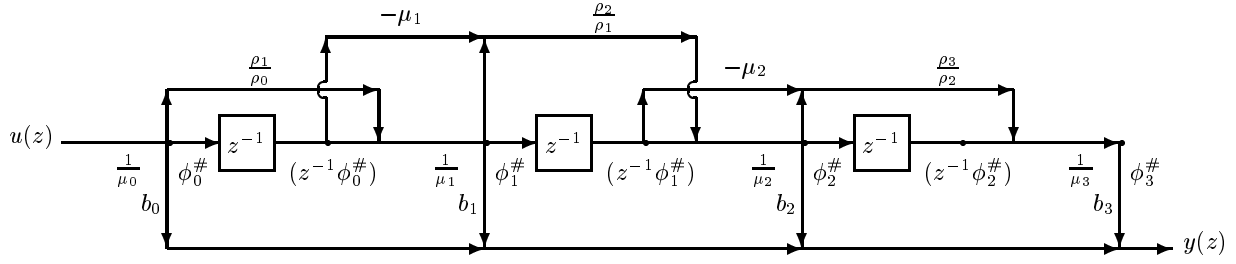 −μ₁
ρ₂/ρ₁
ρ₁/ρ₀
−μ₂
ρ₃/ρ₂
u(z)
z⁻¹
z⁻¹
z⁻¹
1/μ₀ φ₀^# (z⁻¹φ₀^#) 1/μ₁ φ₁^# (z⁻¹φ₁^#) 1/μ₂ φ₂^# (z⁻¹φ₂^#) 1/μ₃ φ₃^#
b₀ b₁ b₂ b₃
y(z)